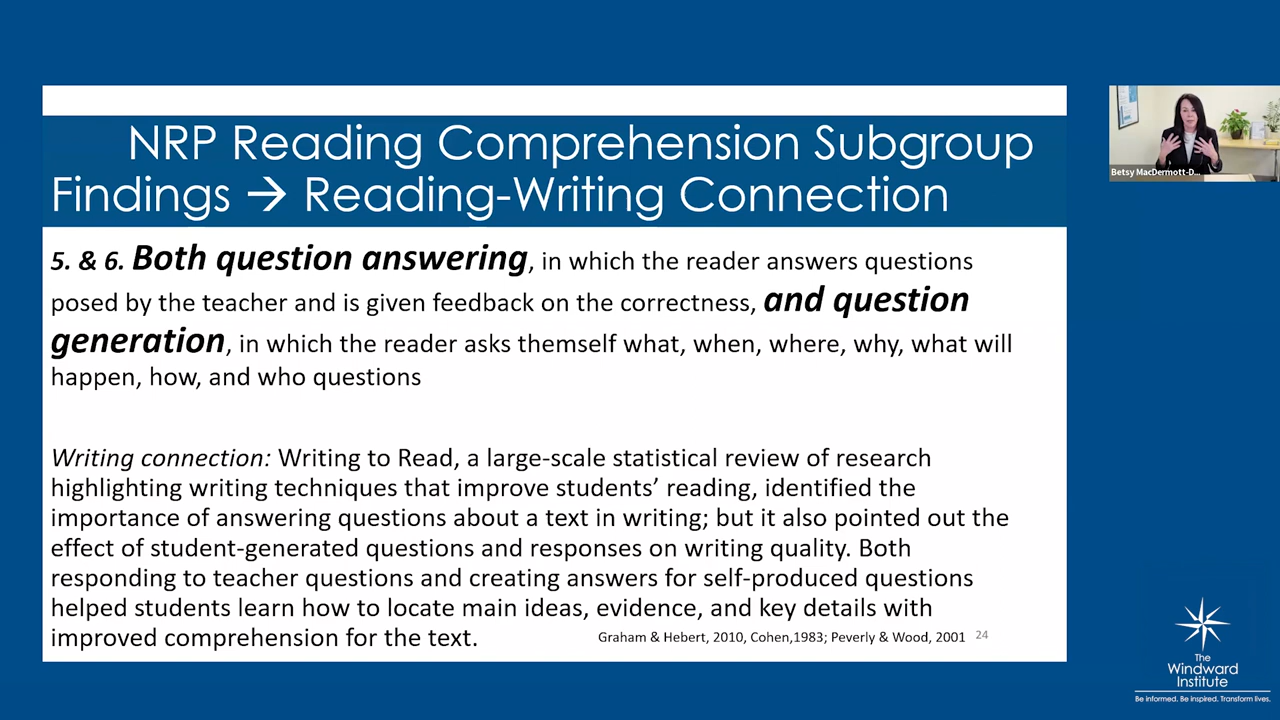 NRP Reading Comprehension Subgroup
Findings → Reading-Writing Connection
5. & 6. Both question answering, in which the reader answers questions
posed by the teacher and is given feedback on the correctness, and question
generation, in which the reader asks themself what, when, where, why, what will
happen, how, and who questions
Writing connection: Writing to Read, a large-scale statistical review of research
highlighting writing techniques that improve students’ reading, identified the
importance of answering questions about a text in writing; but it also pointed out the
effect of student-generated questions and responses on writing quality. Both
responding to teacher questions and creating answers for self-produced questions
helped students learn how to locate main ideas, evidence, and key details with
improved comprehension for the text.
Graham & Hebert, 2010, Cohen,1983; Peverly & Wood, 2001
24
Betsy MacDermott-D...
The
Windward
Institute
Be informed. Be inspired. Transform lives.